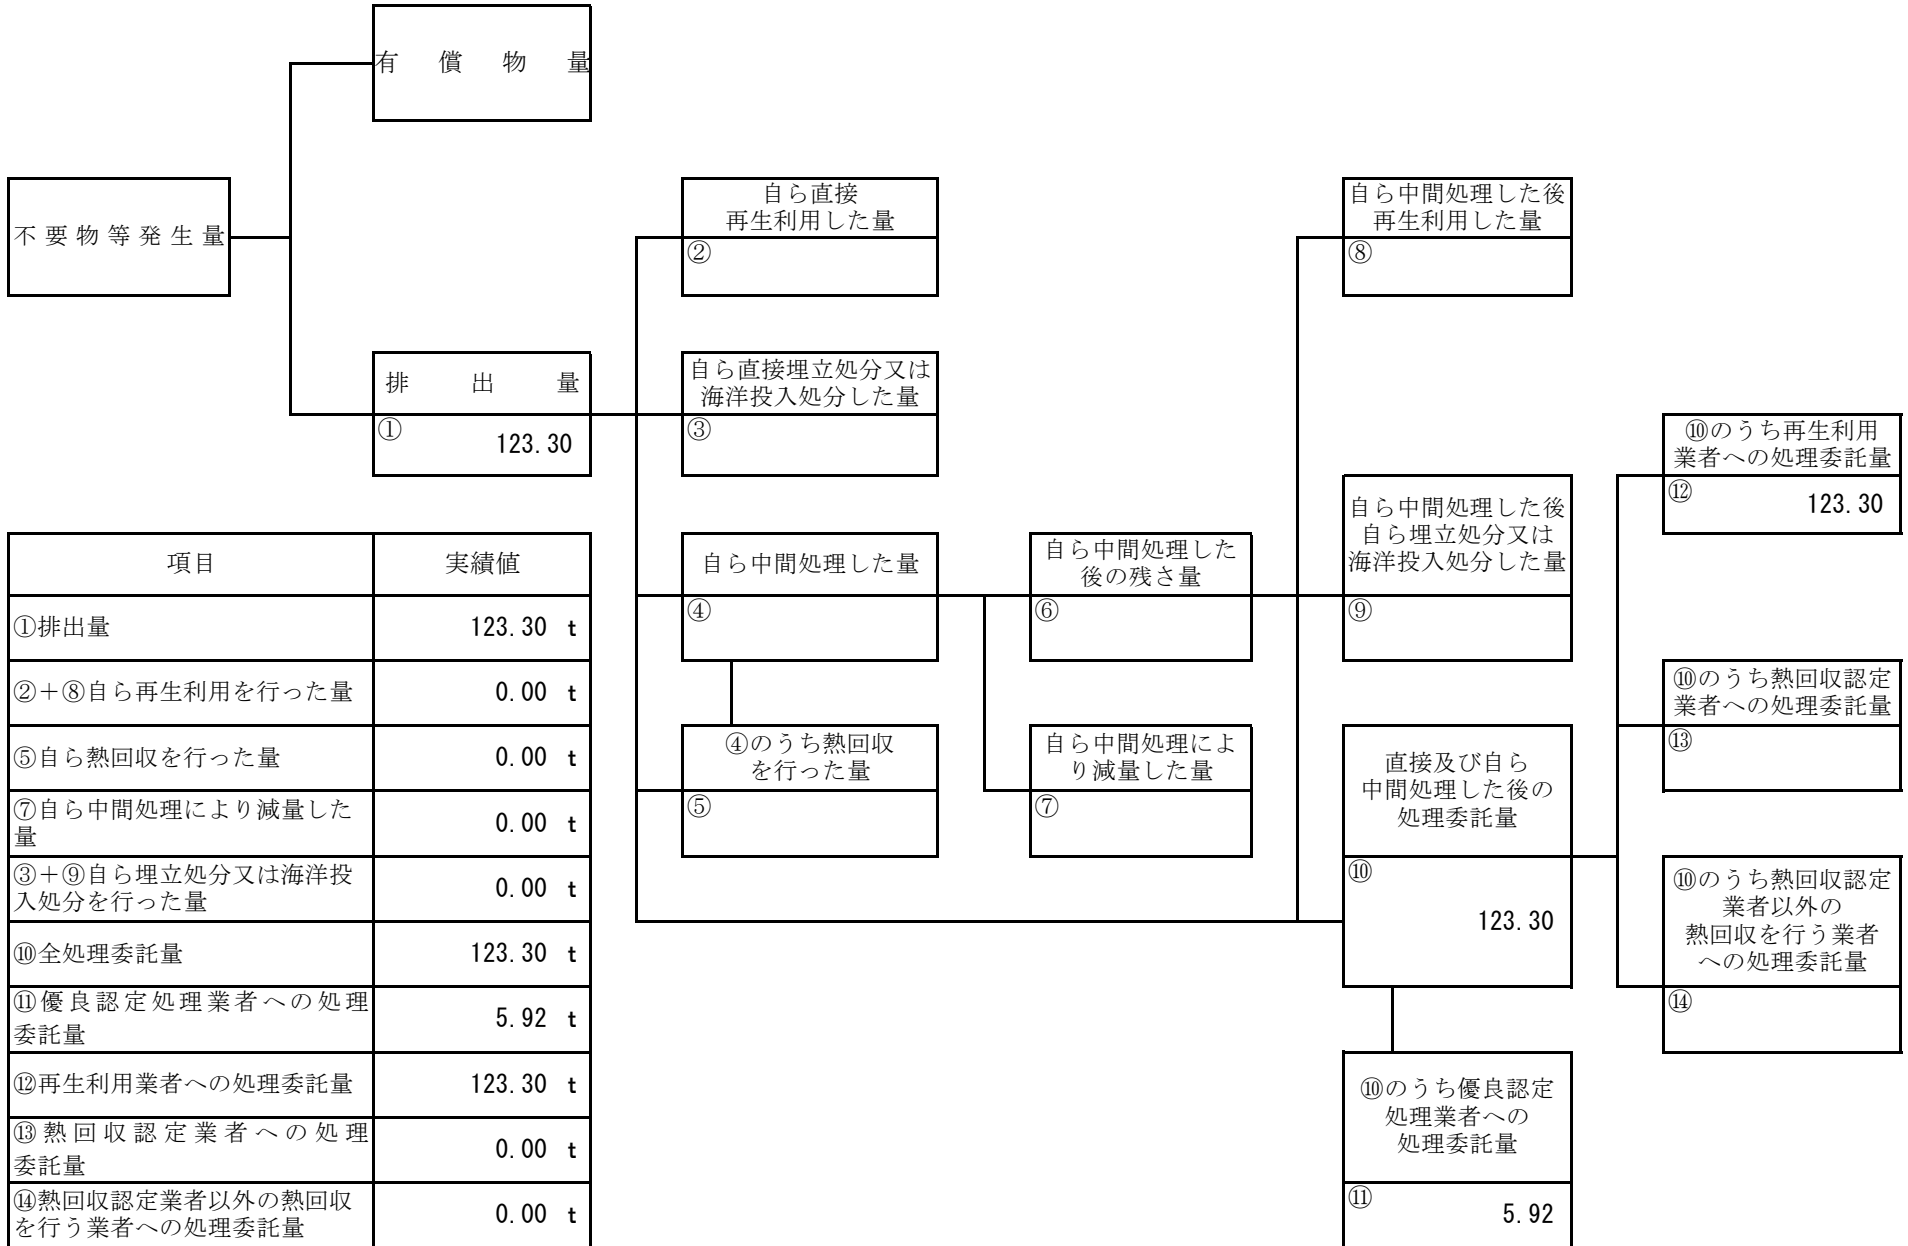 有償物量
不要物等発生量
排出量
①
123.30
自ら直接
再生利用した量
②
自ら直接埋立処分又は
海洋投入処分した量
③
自ら中間処理した量
④
④のうち熱回収
を行った量
⑤
自ら中間処理した
後の残さ量
⑥
自ら中間処理によ
り減量した量
⑦
自ら中間処理した後
再生利用した量
⑧
自ら中間処理した後
自ら埋立処分又は
海洋投入処分した量
⑨
直接及び自ら
中間処理した後の
処理委託量
⑩
123.30
⑩のうち優良認定
処理業者への
処理委託量
⑪
5.92
⑩のうち再生利用
業者への処理委託量
⑫
123.30
⑩のうち熱回収認定
業者への処理委託量
⑬
⑩のうち熱回収認定
業者以外の
熱回収を行う業者
への処理委託量
⑭
項目 実績値
①排出量 123.30 t
②＋⑧自ら再生利用を行った量 0.00 t
⑤自ら熱回収を行った量 0.00 t
⑦自ら中間処理により減量した
量 0.00 t
③＋⑨自ら埋立処分又は海洋投
入処分を行った量 0.00 t
⑩全処理委託量 123.30 t
⑪優良認定処理業者への処理
委託量 5.92 t
⑫再生利用業者への処理委託量 123.30 t
⑬熱回収認定業者への処理
委託量 0.00 t
⑭熱回収認定業者以外の熱回収
を行う業者への処理委託量 0.00 t